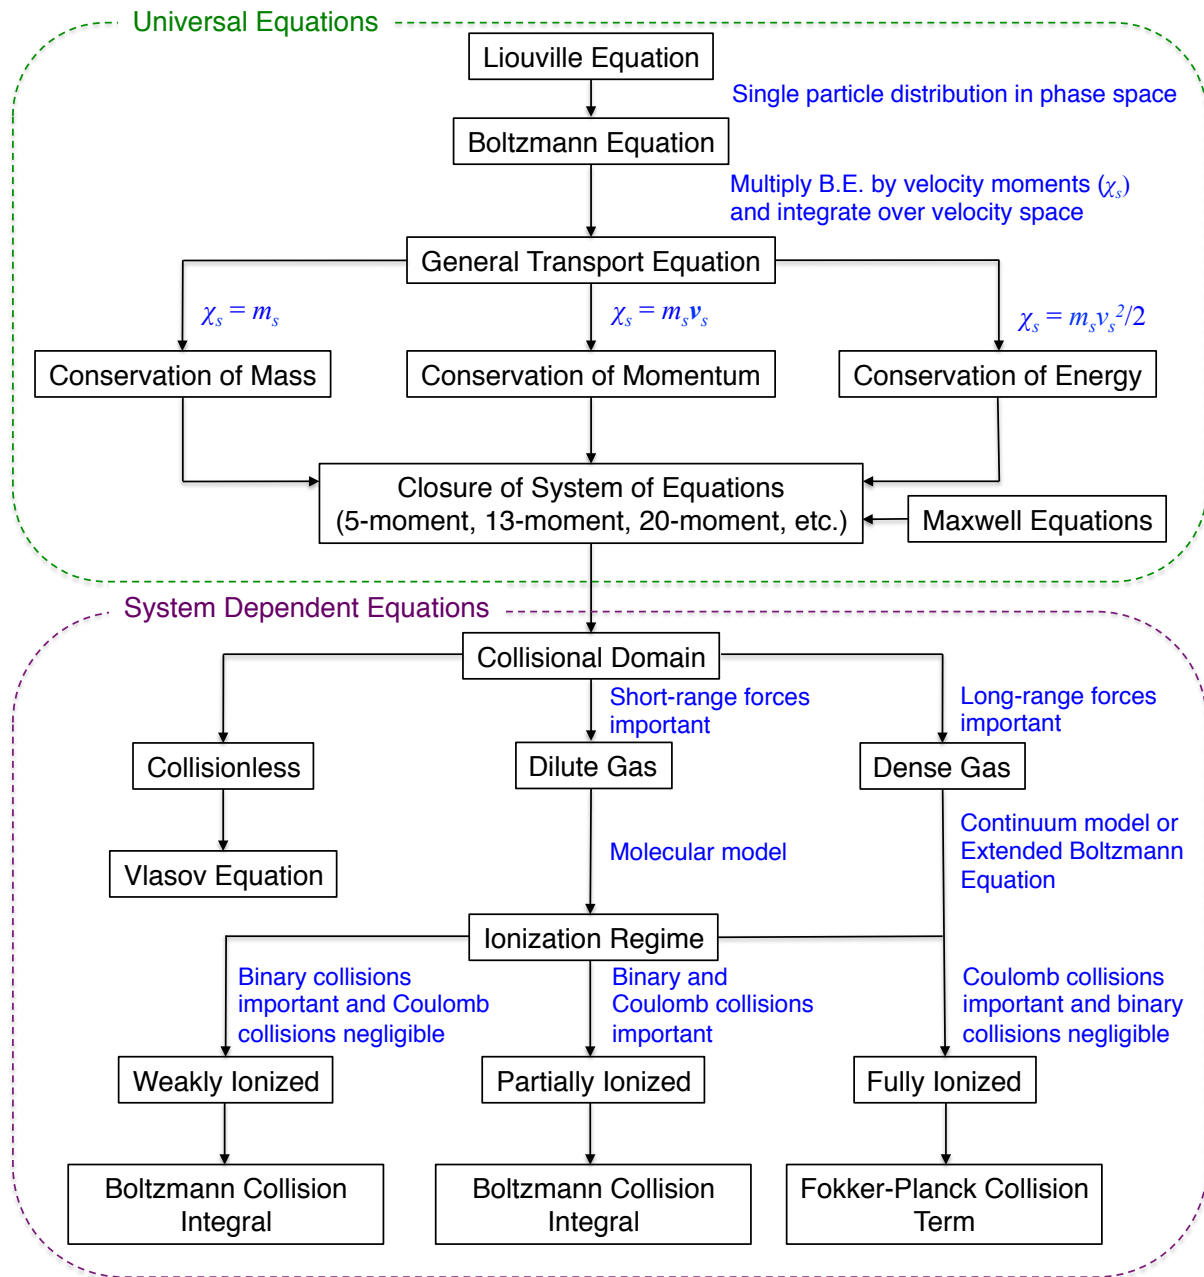 Universal Equations
Liouville Equation
Single particle distribution in phase space
Boltzmann Equation
Multiply B.E. by velocity moments (χₛ)
and integrate over velocity space
General Transport Equation
χₛ = mₛ
χₛ = mₛvₛ
χₛ = mₛvₛ²/2
Conservation of Mass
Conservation of Momentum
Conservation of Energy
Closure of System of Equations
(5-moment, 13-moment, 20-moment, etc.)
Maxwell Equations
System Dependent Equations
Collisional Domain
Short-range forces
important
Long-range forces
important
Collisionless
Dilute Gas
Dense Gas
Vlasov Equation
Molecular model
Continuum model or
Extended Boltzmann
Equation
Ionization Regime
Binary collisions
important and Coulomb
collisions negligible
Binary and
Coulomb collisions
important
Coulomb collisions
important and binary
collisions negligible
Weakly Ionized
Partially Ionized
Fully Ionized
Boltzmann Collision
Integral
Boltzmann Collision
Integral
Fokker-Planck Collision
Term